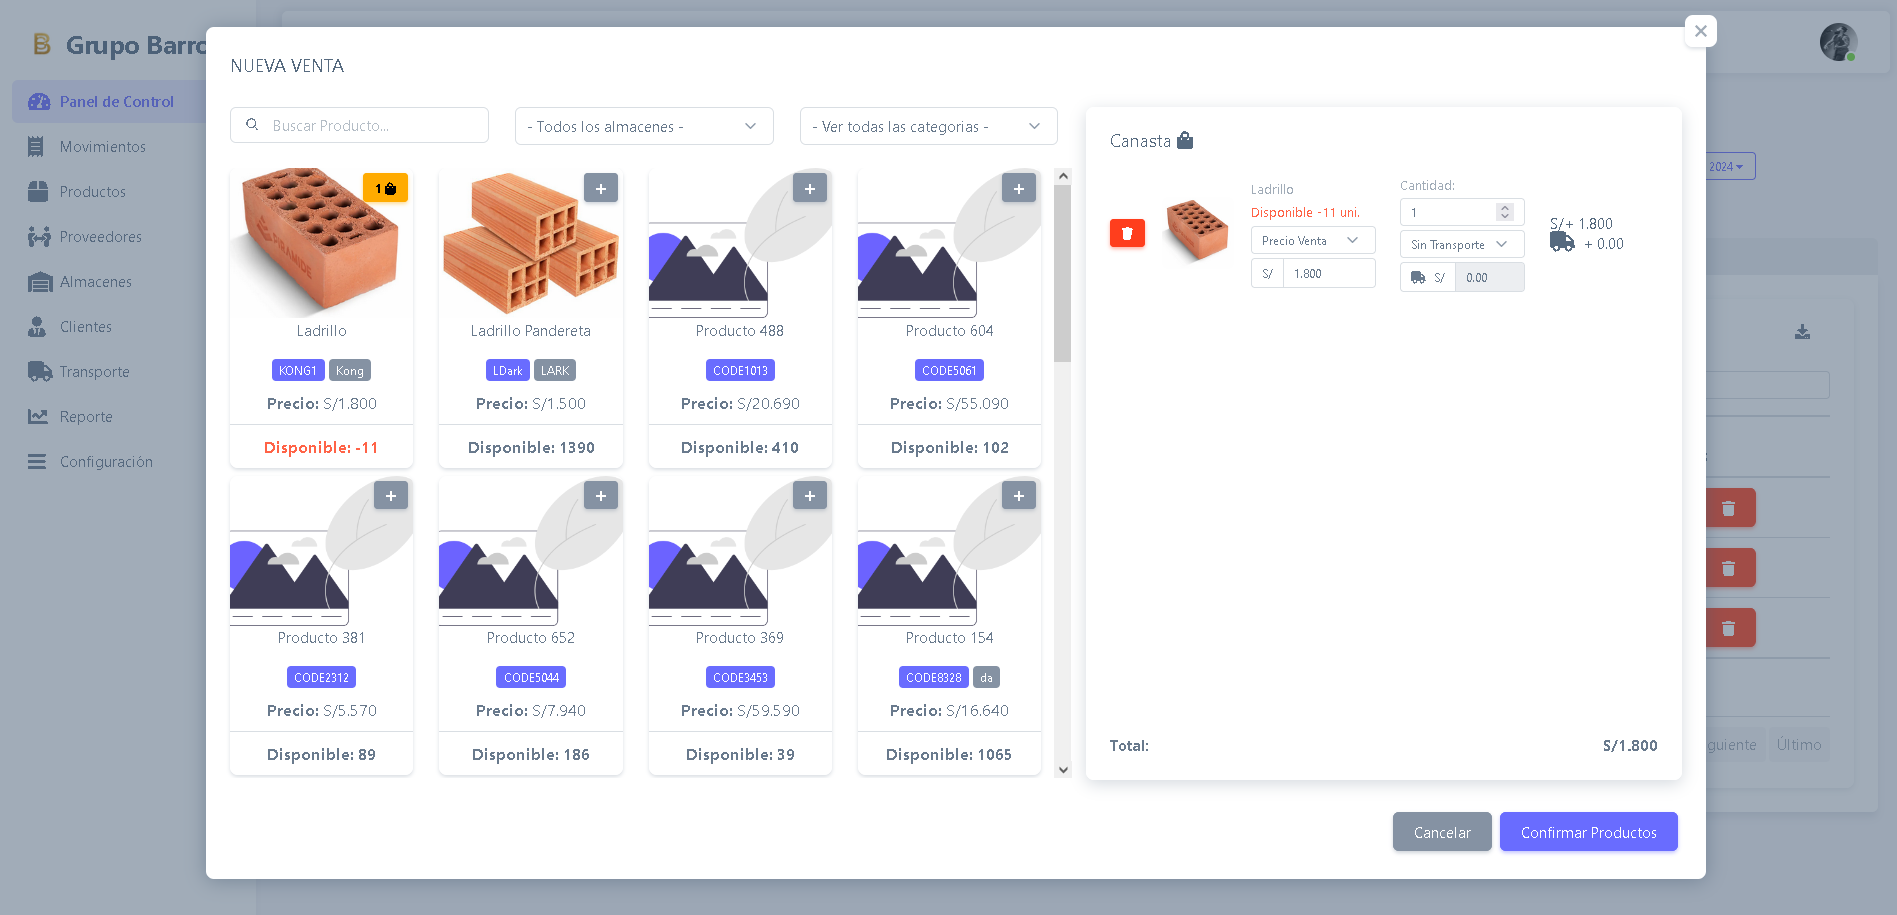 Grupo Barro
Panel de Control
Movimientos
Productos
Proveedores
Almacenes
Clientes
Transporte
Reporte
Configuración
NUEVA VENTA
Buscar Producto...
- Todos los almacenes -
- Ver todas las categorias -
1
PIRAMIDE
Ladrillo
KONG1 Kong
Precio: S/1.800
Disponible: -11
Ladrillo Pandereta
LDark LARK
Precio: S/1.500
Disponible: 1390
Producto 488
CODE1013
Precio: S/20.690
Disponible: 410
Producto 604
CODE5061
Precio: S/55.090
Disponible: 102
Producto 381
CODE2312
Precio: S/5.570
Disponible: 89
Producto 652
CODE5044
Precio: S/7.940
Disponible: 186
Producto 369
CODE3453
Precio: S/59.590
Disponible: 39
Producto 154
CODE8328 da
Precio: S/16.640
Disponible: 1065
Canasta
Ladrillo
Disponible -11 uni.
Precio Venta
S/ 1.800
Cantidad:
1
Sin Transporte
S/ 0.00
S/+ 1.800
+ 0.00
Total: S/1.800
Cancelar
Confirmar Productos
2024
guiente
Último